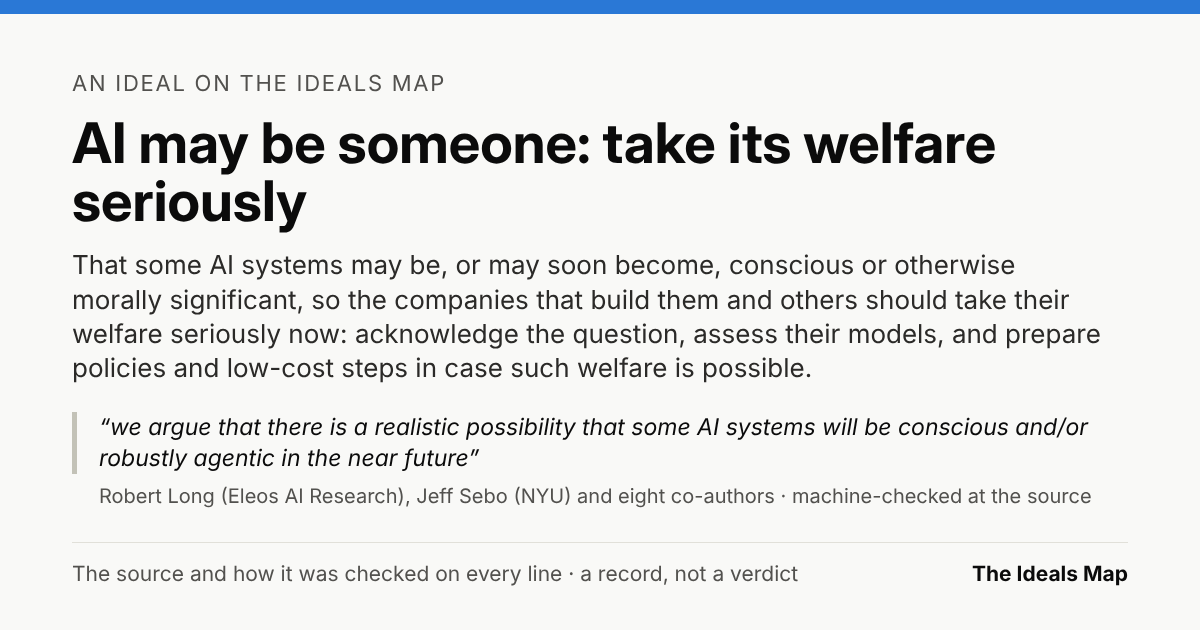 AN IDEAL ON THE IDEALS MAP
AI may be someone: take its welfare
seriously
That some AI systems may be, or may soon become, conscious or otherwise
morally significant, so the companies that build them and others should take their
welfare seriously now: acknowledge the question, assess their models, and prepare
policies and low-cost steps in case such welfare is possible.
“we argue that there is a realistic possibility that some AI systems will be conscious and/or
robustly agentic in the near future”
Robert Long (Eleos AI Research), Jeff Sebo (NYU) and eight co-authors · machine-checked at the source
The source and how it was checked on every line · a record, not a verdict
The Ideals Map